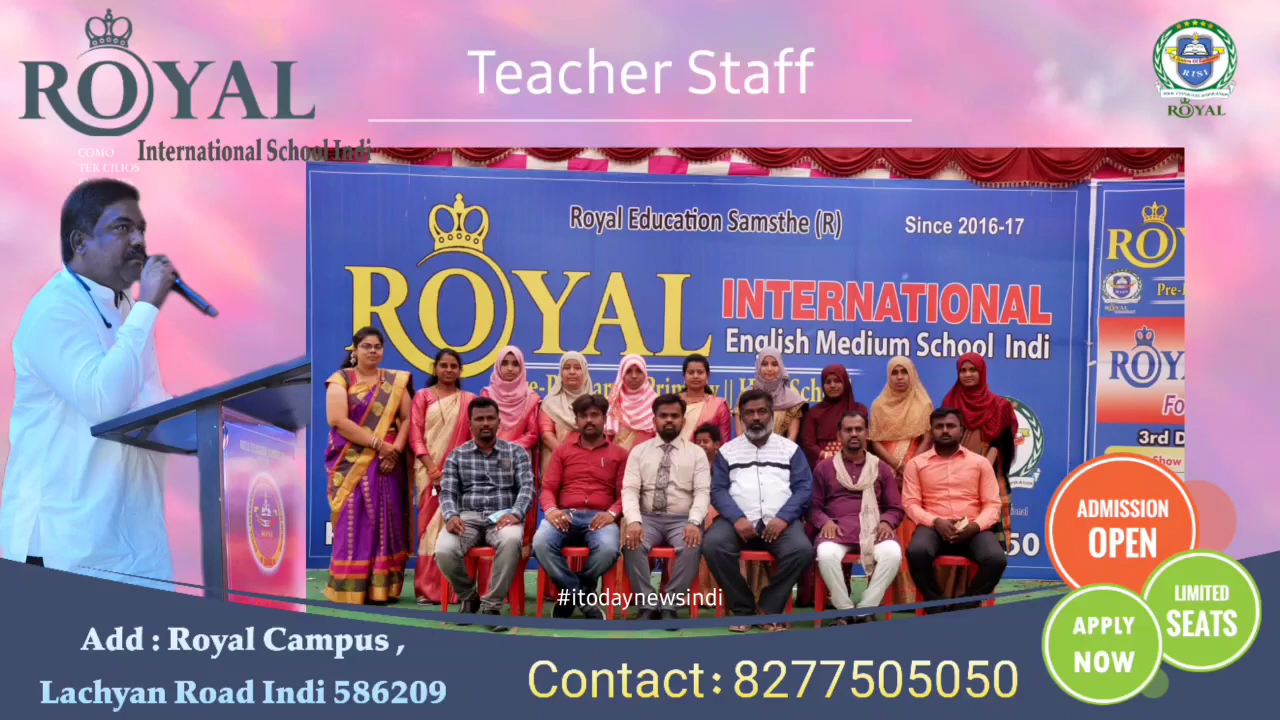 ROYAL
International School Indi
COMO
TER CILIOS
Teacher Staff
ROYAL
Royal Education Samsthe (R)
Since 2016-17
ROYAL
INTERNATIONAL
English Medium School Indi
50
3rd
#itodaynewsindi
ADMISSION
OPEN
LIMITED
SEATS
APPLY
NOW
Add : Royal Campus ,
Lachyan Road Indi 586209
Contact : 8277505050